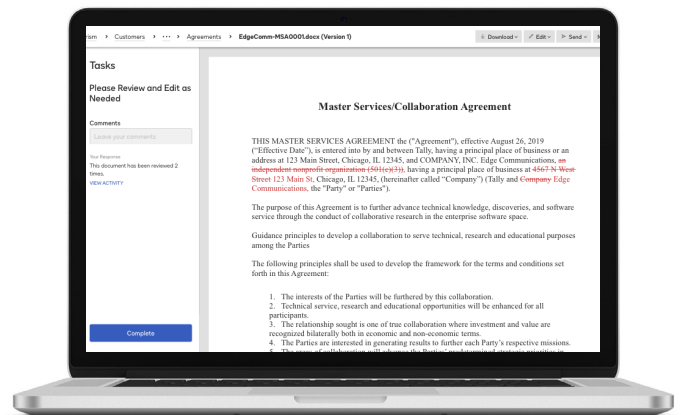 ism › Customers › ··· › Agreements › EdgeComm-MSA0001.docx (Version 1)
Download
Edit
Send
Tasks
Please Review and Edit as
Needed
Comments
Leave your comments
Your Response
This document has been reviewed 2
times.
VIEW ACTIVITY
Complete
Master Services/Collaboration Agreement
THIS MASTER SERVICES AGREEMENT the ("Agreement"), effective August 26, 2019
("Effective Date"), is entered into by and between Tally, having a principal place of business or an
address at 123 Main Street, Chicago, IL 12345, and COMPANY, INC. Edge Communications, an
independent nonprofit organization (501(c)(3)), having a principal place of business at 4567 N West
Street 123 Main St, Chicago, IL 12345, (hereinafter called "Company") (Tally and Company Edge
Communications, the "Party" or "Parties").
The purpose of this Agreement is to further advance technical knowledge, discoveries, and software
service through the conduct of collaborative research in the enterprise software space.
Guidance principles to develop a collaboration to serve technical, research and educational purposes
among the Parties
The following principles shall be used to develop the framework for the terms and conditions set
forth in this Agreement:
1. The interests of the Parties will be furthered by this collaboration.
2. Technical service, research and educational opportunities will be enhanced for all
participants.
3. The relationship sought is one of true collaboration where investment and value are
recognized bilaterally both in economic and non-economic terms.
4. The Parties are interested in generating results to further each Party's respective missions.